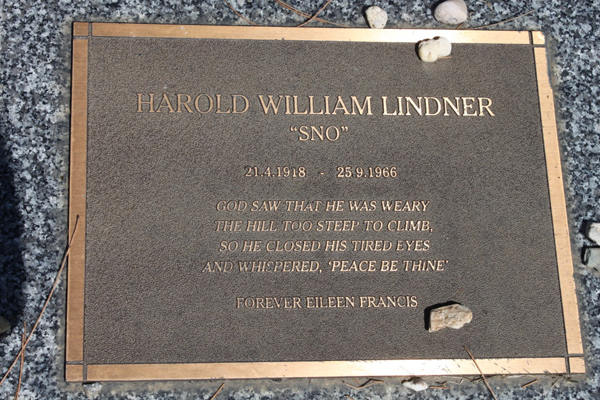 HAROLD WILLIAM LINDNER
“SNO”
21.4.1918 - 25.9.1966
GOD SAW THAT HE WAS WEARY
THE HILL TOO STEEP TO CLIMB,
SO HE CLOSED HIS TIRED EYES
AND WHISPERED, ‘PEACE BE THINE’
FOREVER EILEEN FRANCIS